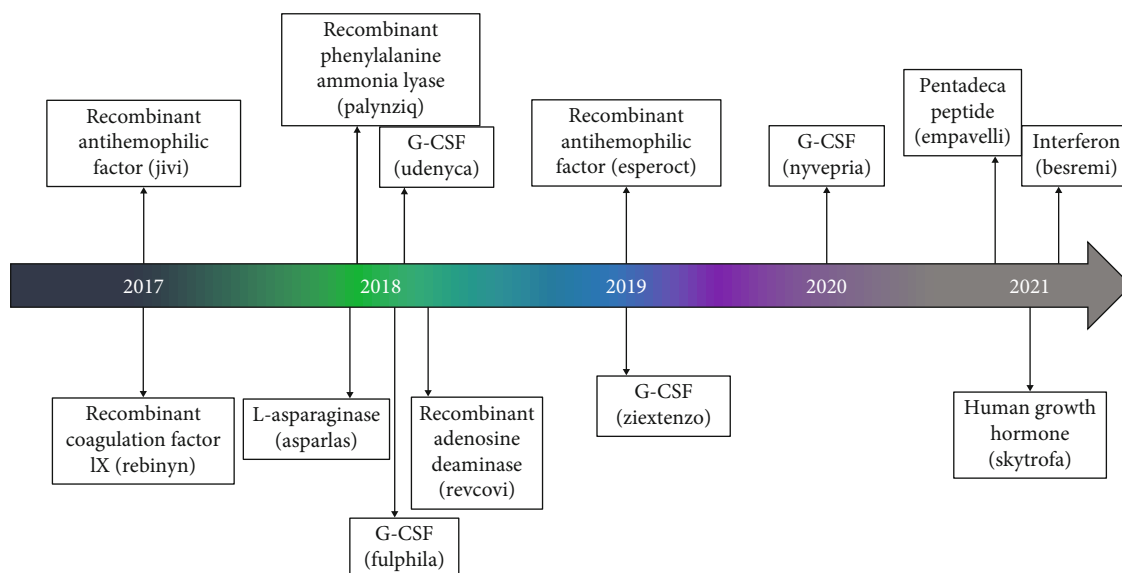 Recombinant
phenylalanine
ammonia lyase
(palynziq)
Recombinant
antihemophilic
factor (jivi)
G-CSF
(udenyca)
Recombinant
antihemophilic
factor (esperoct)
G-CSF
(nyvepria)
Pentadeca
peptide
(empavelli)
Interferon
(besremi)
2017
2018
2019
2020
2021
Recombinant
coagulation factor
lX (rebinyn)
L-asparaginase
(asparlas)
G-CSF
(fulphila)
Recombinant
adenosine
deaminase
(revcovi)
G-CSF
(ziextenzo)
Human growth
hormone
(skytrofa)